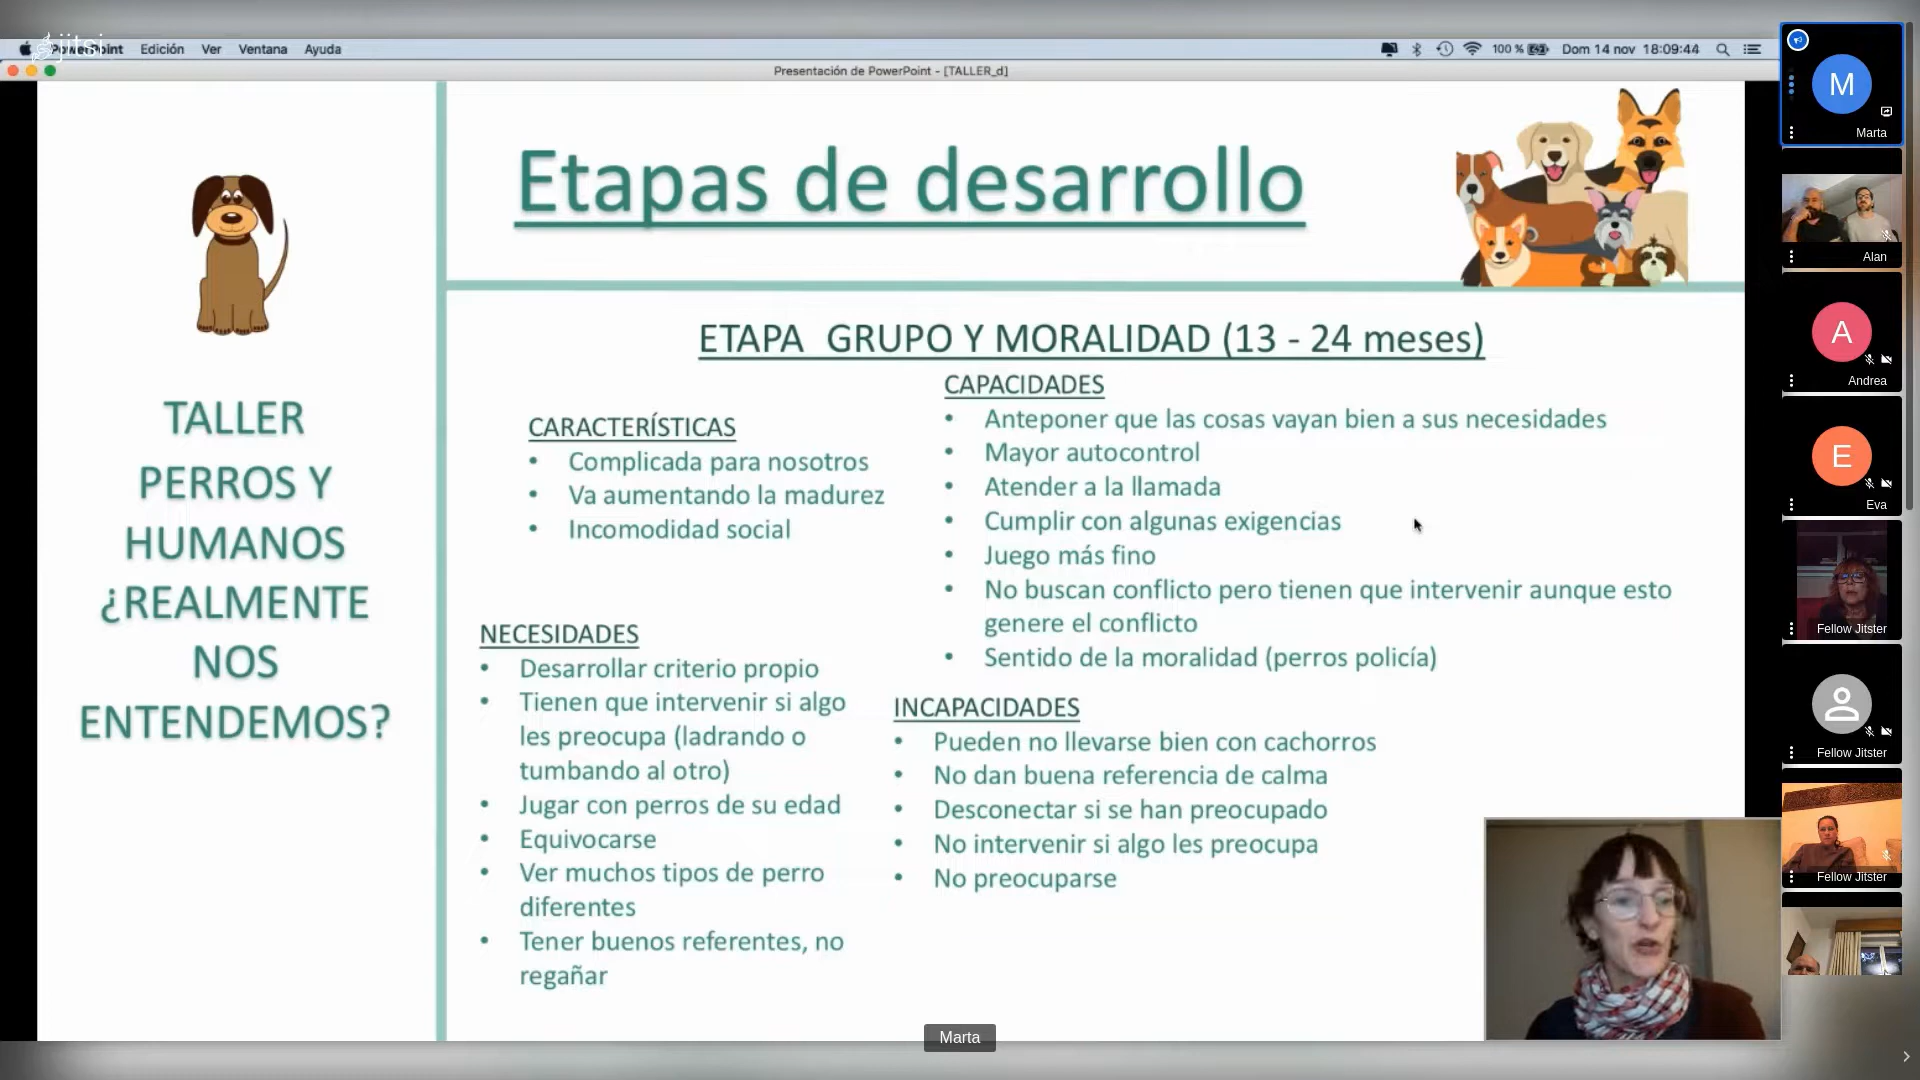 jitsi
PowerPoint Edición Ver Ventana Ayuda
100 % Dom 14 nov 18:09:44
Presentación de PowerPoint - [TALLER_d]
TALLER
PERROS Y
HUMANOS
¿REALMENTE
NOS
ENTENDEMOS?
Etapas de desarrollo
ETAPA GRUPO Y MORALIDAD (13 - 24 meses)
CARACTERÍSTICAS
• Complicada para nosotros
• Va aumentando la madurez
• Incomodidad social
NECESIDADES
• Desarrollar criterio propio
• Tienen que intervenir si algo
les preocupa (ladrando o
tumbando al otro)
• Jugar con perros de su edad
• Equivocarse
• Ver muchos tipos de perro
diferentes
• Tener buenos referentes, no
regañar
CAPACIDADES
• Anteponer que las cosas vayan bien a sus necesidades
• Mayor autocontrol
• Atender a la llamada
• Cumplir con algunas exigencias
• Juego más fino
• No buscan conflicto pero tienen que intervenir aunque esto
genere el conflicto
• Sentido de la moralidad (perros policía)
INCAPACIDADES
• Pueden no llevarse bien con cachorros
• No dan buena referencia de calma
• Desconectar si se han preocupado
• No intervenir si algo les preocupa
• No preocuparse
Marta
M
Marta
Alan
A
Andrea
E
Eva
Fellow Jitster
Fellow Jitster
Fellow Jitster